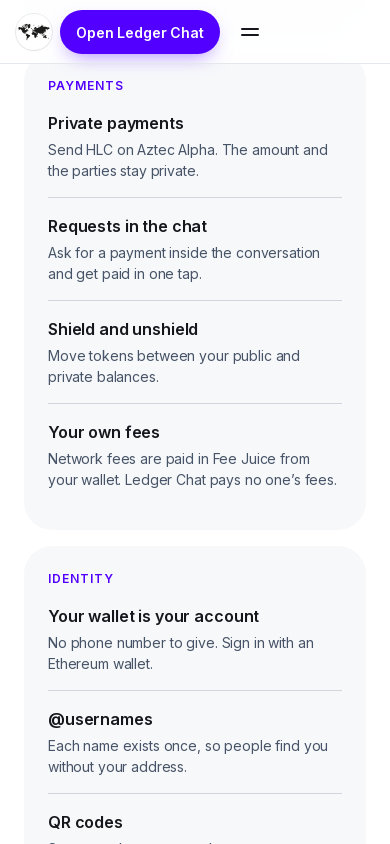 Open Ledger Chat
PAYMENTS
Private payments
Send HLC on Aztec Alpha. The amount and
the parties stay private.
Requests in the chat
Ask for a payment inside the conversation
and get paid in one tap.
Shield and unshield
Move tokens between your public and
private balances.
Your own fees
Network fees are paid in Fee Juice from
your wallet. Ledger Chat pays no one’s fees.
IDENTITY
Your wallet is your account
No phone number to give. Sign in with an
Ethereum wallet.
@usernames
Each name exists once, so people find you
without your address.
QR codes